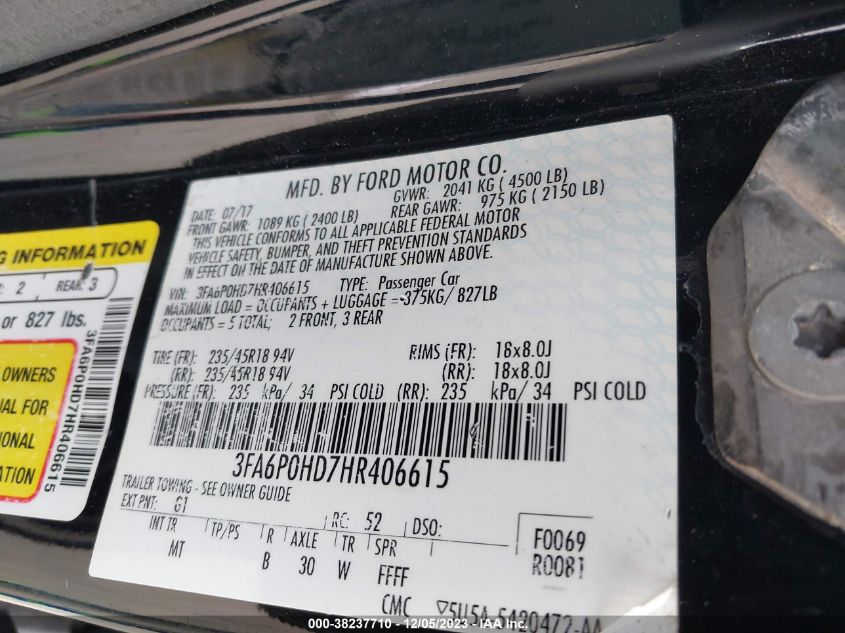 MFD. BY FORD MOTOR CO.
DATE: 07/17 GVWR: 2041 KG ( 4500 LB)
FRONT GAWR: 1089 KG ( 2400 LB) REAR GAWR: 975 KG ( 2150 LB)
THIS VEHICLE CONFORMS TO ALL APPLICABLE FEDERAL MOTOR
VEHICLE SAFETY, BUMPER, AND THEFT PREVENTION STANDARDS
IN EFFECT ON THE DATE OF MANUFACTURE SHOWN ABOVE.
VIN: 3FA6P0HD7HR406615 TYPE: Passenger Car
MAXIMUM LOAD = OCCUPANTS + LUGGAGE = 375KG/ 827LB
OCCUPANTS = 5 TOTAL; 2 FRONT, 3 REAR
TIRE (FR): 235/45R18 94V RIMS (FR): 18x8.0J
(RR): 235/45R18 94V (RR): 18x8.0J
PRESSURE (FR): 235 kPa/ 34 PSI COLD (RR): 235 kPa/ 34 PSI COLD
3FA6P0HD7HR406615
TRAILER TOWING - SEE OWNER GUIDE
EXT PNT: G1 RC: 52 DSO:
INT TR TP/PS R AXLE TR SPR F0069
MT B 30 W FFFF R0081
CMC ▽5U5A-5420472-AA
G INFORMATION
: 2 REAR: 3
or 827 lbs.
OWNERS
UAL FOR
IONAL
ATION
3FA6P0HD7HR406615
000-38237710 - 12/05/2023 -